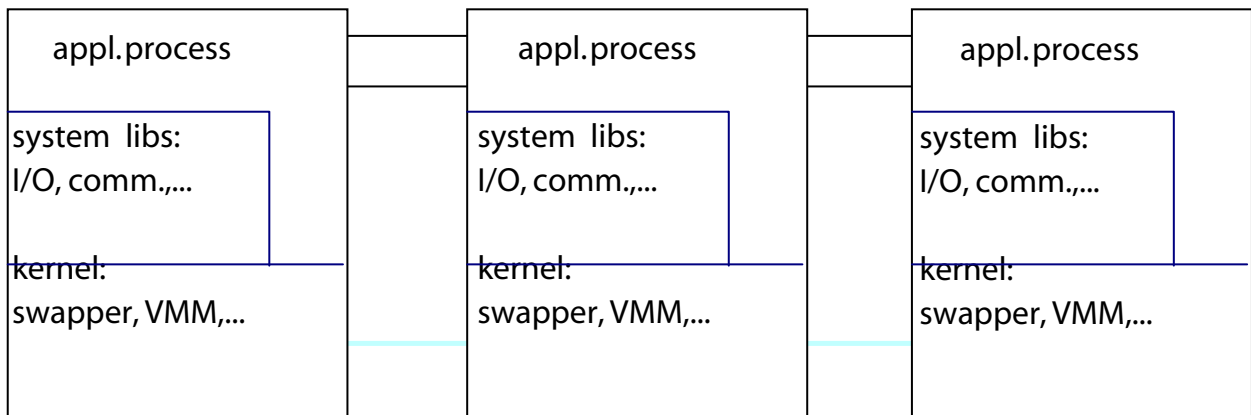 appl.process
system libs:
I/O, comm.,...
kernel:
swapper, VMM,...
appl.process
system libs:
I/O, comm.,...
kernel:
swapper, VMM,...
appl.process
system libs:
I/O, comm.,...
kernel:
swapper, VMM,...